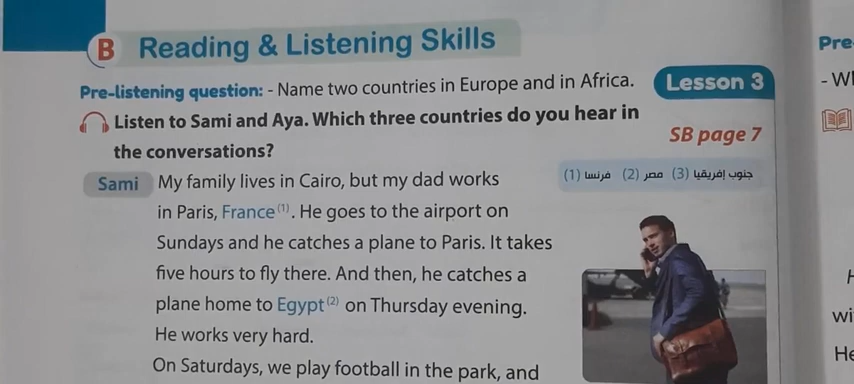 B Reading & Listening Skills
Pre-listening question: - Name two countries in Europe and in Africa.
Lesson 3
Listen to Sami and Aya. Which three countries do you hear in
the conversations?
SB page 7
(1) فرنسا (2) مصر (3) جنوب إفريقيا
Sami My family lives in Cairo, but my dad works
in Paris, France (1). He goes to the airport on
Sundays and he catches a plane to Paris. It takes
five hours to fly there. And then, he catches a
plane home to Egypt (2) on Thursday evening.
He works very hard.
On Saturdays, we play football in the park, and
Pre
He